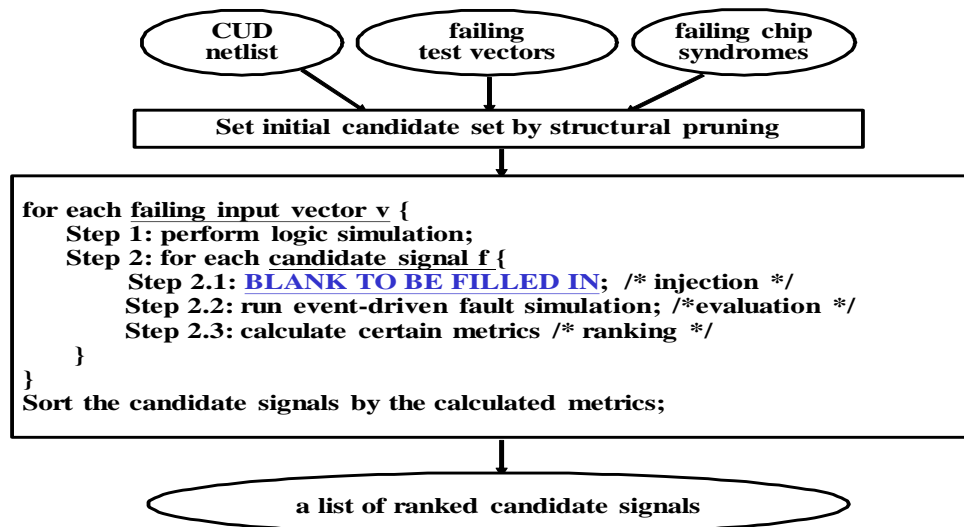 CUD
netlist
failing
test vectors
failing chip
syndromes
Set initial candidate set by structural pruning
for each failing input vector v {
Step 1: perform logic simulation;
Step 2: for each candidate signal f {
Step 2.1: BLANK TO BE FILLED IN; /* injection */
Step 2.2: run event-driven fault simulation; /*evaluation */
Step 2.3: calculate certain metrics /* ranking */
}
}
Sort the candidate signals by the calculated metrics;
a list of ranked candidate signals